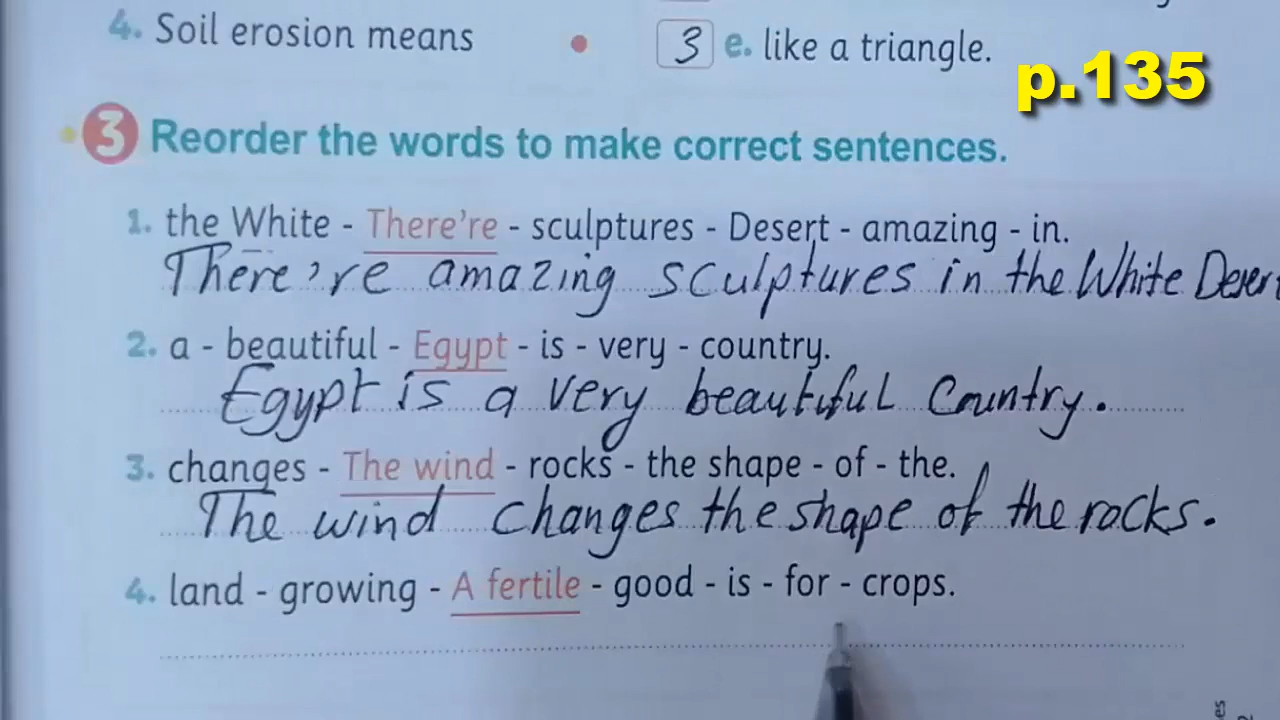 4. Soil erosion means
3 e. like a triangle.
p.135
3 Reorder the words to make correct sentences.
1. the White - There're - sculptures - Desert - amazing - in.
There're amazing sculptures in the White Desert
2. a - beautiful - Egypt - is - very - country.
Egypt is a very beautiful Country.
3. changes - The wind - rocks - the shape - of - the.
The wind changes the shape of the rocks.
4. land - growing - A fertile - good - is - for - crops.